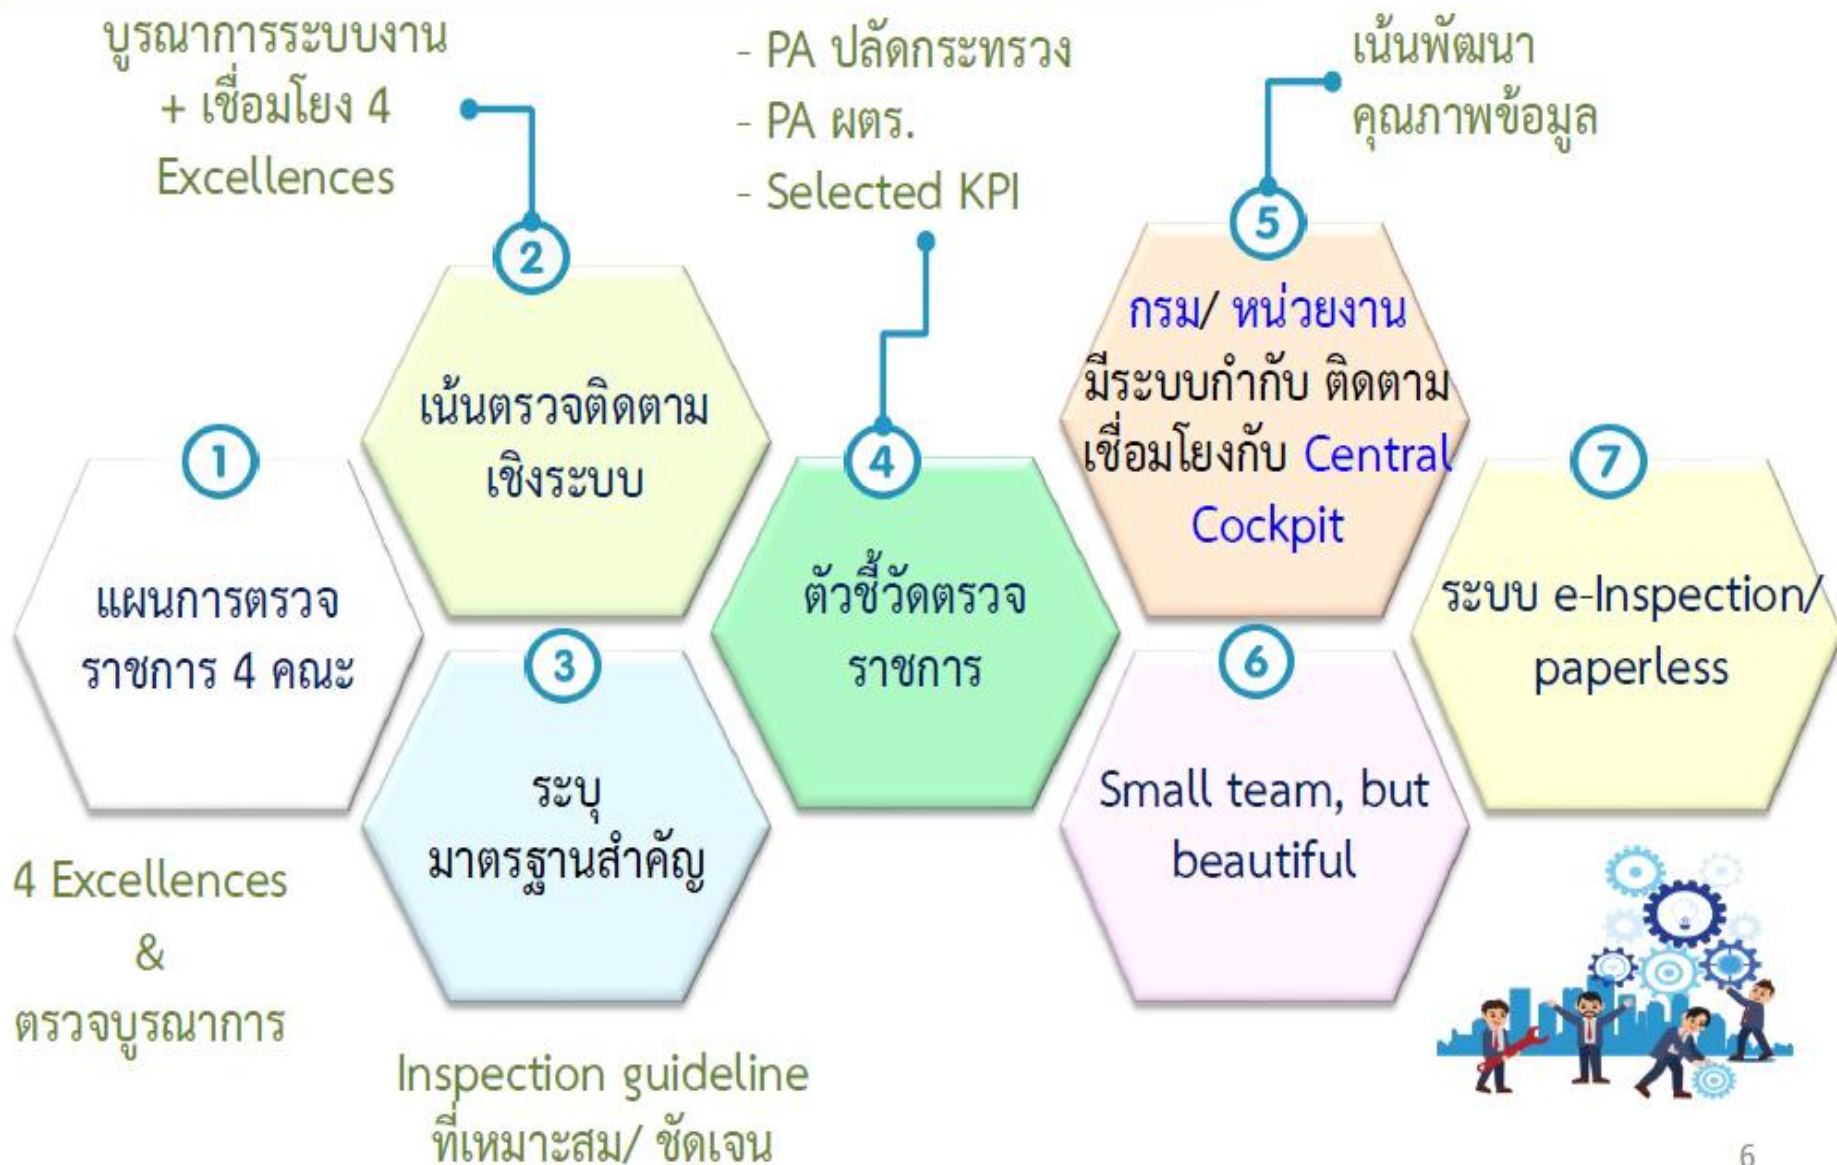 บูรณาการระบบงาน
+ เชื่อมโยง 4
Excellences
- PA ปลัดกระทรวง
- PA ผตร.
- Selected KPI
เน้นพัฒนา
คุณภาพข้อมูล
1
แผนการตรวจ
ราชการ 4 คณะ
4 Excellences
&
ตรวจบูรณาการ
2
เน้นตรวจติดตาม
เชิงระบบ
3
ระบุ
มาตรฐานสำคัญ
Inspection guideline
ที่เหมาะสม/ ชัดเจน
4
ตัวชี้วัดตรวจ
ราชการ
5
กรม/ หน่วยงาน
มีระบบกำกับ ติดตาม
เชื่อมโยงกับ Central
Cockpit
6
Small team, but
beautiful
7
ระบบ e-Inspection/
paperless
6